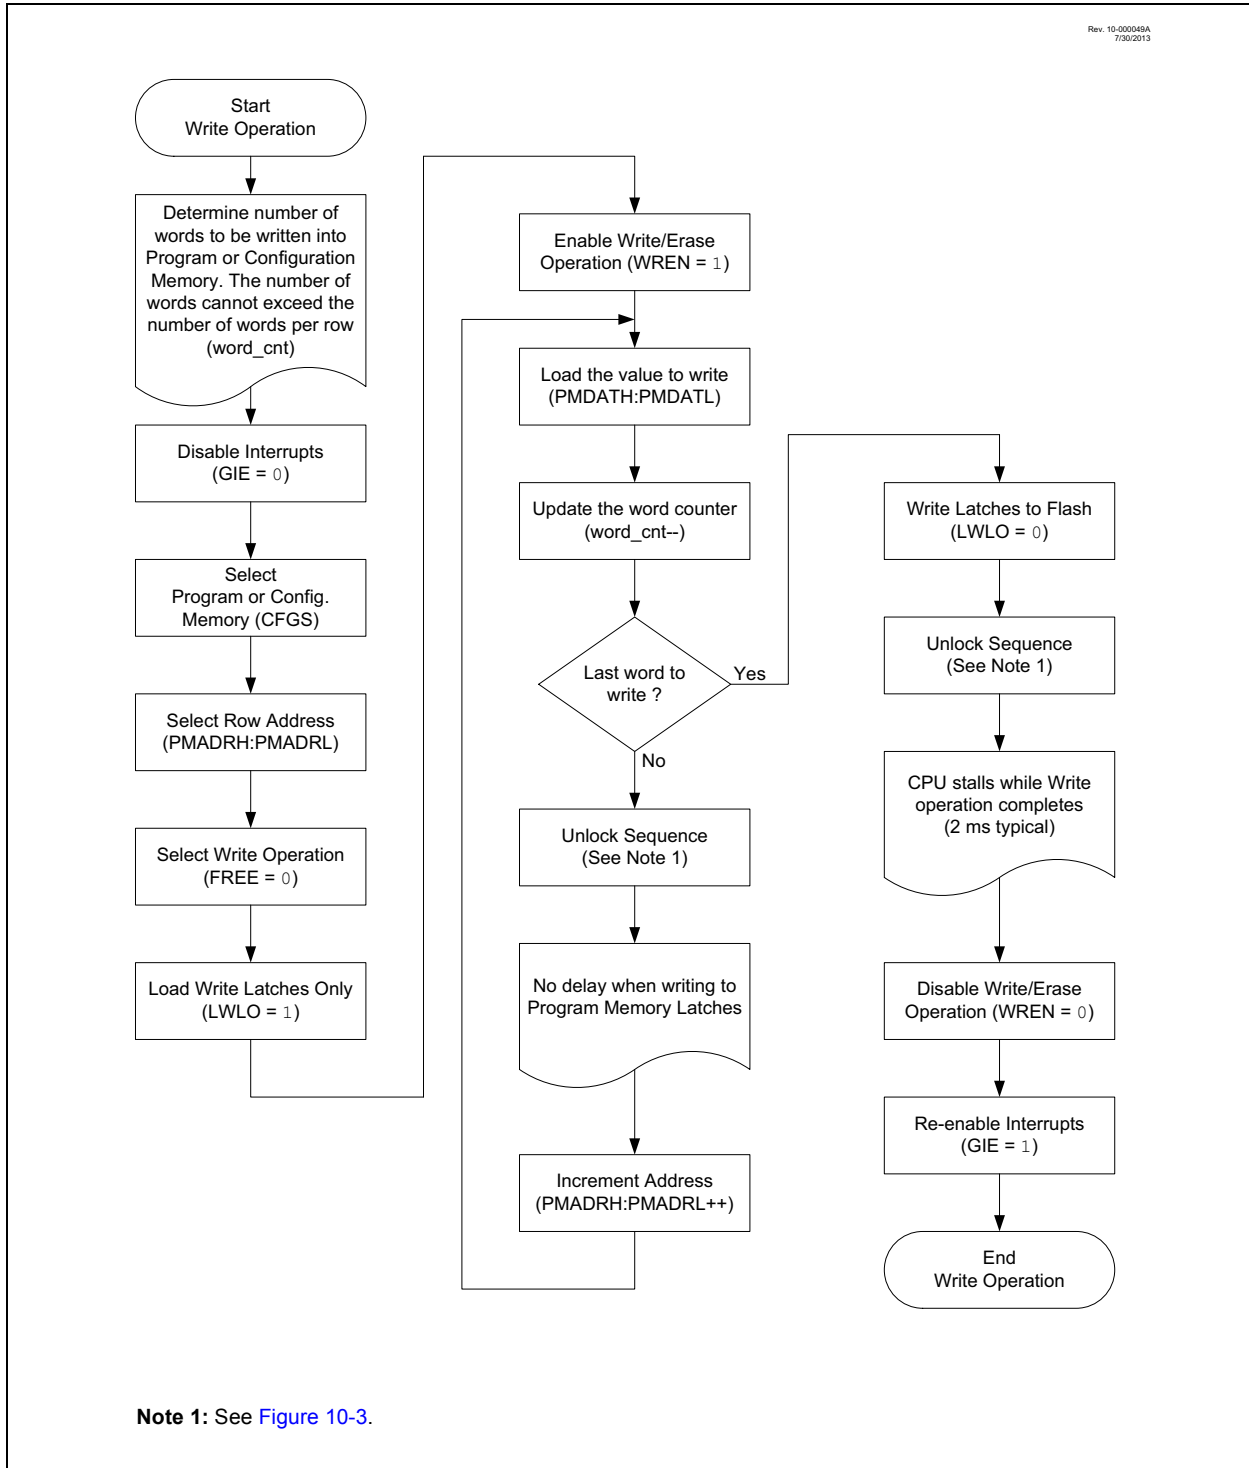 Rev. 10-000049A
7/30/2013
Start
Write Operation
Determine number of
words to be written into
Program or Configuration
Memory. The number of
words cannot exceed the
number of words per row
(word_cnt)
Disable Interrupts
(GIE = 0)
Select
Program or Config.
Memory (CFGS)
Select Row Address
(PMADRH:PMADRL)
Select Write Operation
(FREE = 0)
Load Write Latches Only
(LWLO = 1)
Enable Write/Erase
Operation (WREN = 1)
Load the value to write
(PMDATH:PMDATL)
Update the word counter
(word_cnt--)
Last word to
write ?
Yes
No
Unlock Sequence
(See Note 1)
No delay when writing to
Program Memory Latches
Increment Address
(PMADRH:PMADRL++)
Write Latches to Flash
(LWLO = 0)
Unlock Sequence
(See Note 1)
CPU stalls while Write
operation completes
(2 ms typical)
Disable Write/Erase
Operation (WREN = 0)
Re-enable Interrupts
(GIE = 1)
End
Write Operation
Note 1: See Figure 10-3.